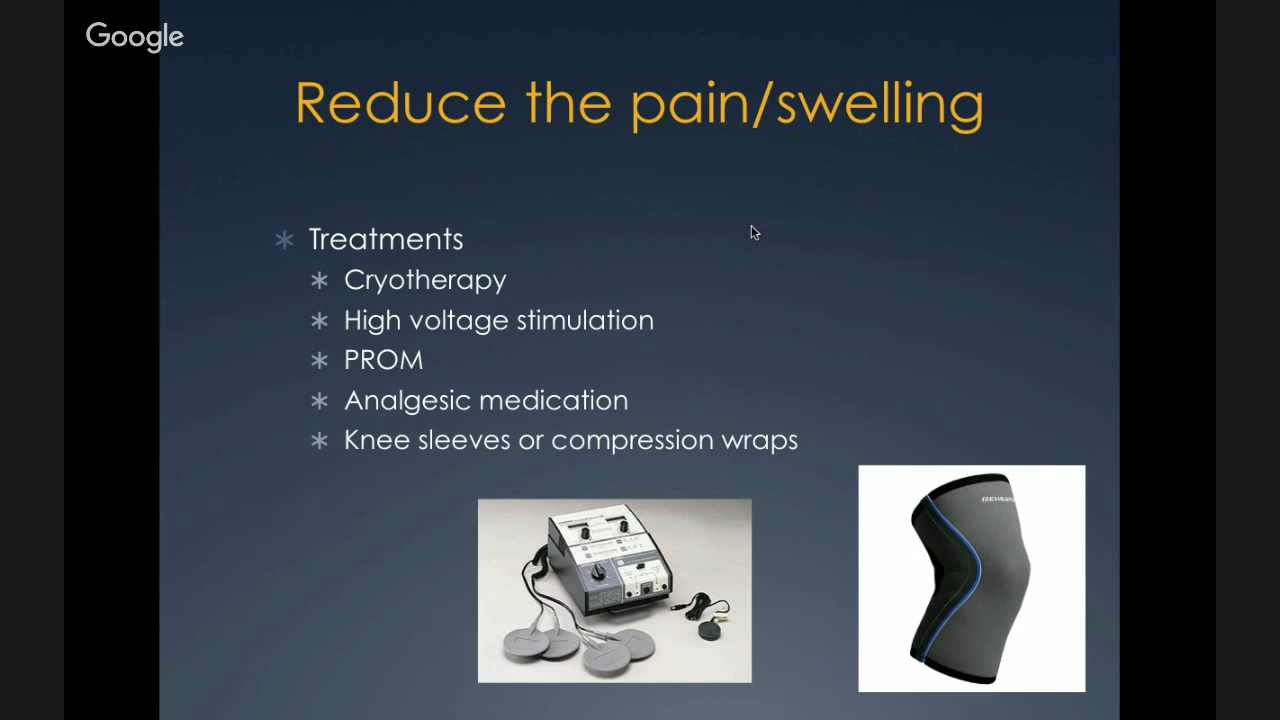 Google
Reduce the pain/swelling
Treatments
Cryotherapy
High voltage stimulation
PROM
Analgesic medication
Knee sleeves or compression wraps